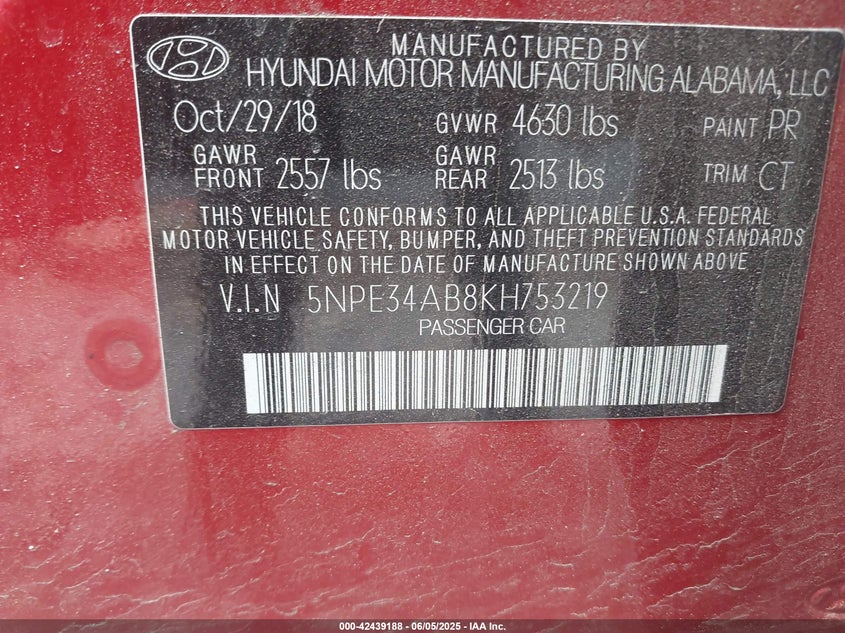 MANUFACTURED BY
HYUNDAI MOTOR MANUFACTURING ALABAMA, LLC
Oct/29/18 GVWR 4630 lbs PAINT PR
GAWR FRONT 2557 lbs GAWR REAR 2513 lbs TRIM CT
THIS VEHICLE CONFORMS TO ALL APPLICABLE U.S.A. FEDERAL
MOTOR VEHICLE SAFETY, BUMPER, AND THEFT PREVENTION STANDARDS
IN EFFECT ON THE DATE OF MANUFACTURE SHOWN ABOVE
V.I.N 5NPE34AB8KH753219
PASSENGER CAR
000-42439188 - 06/05/2025 - IAA Inc.